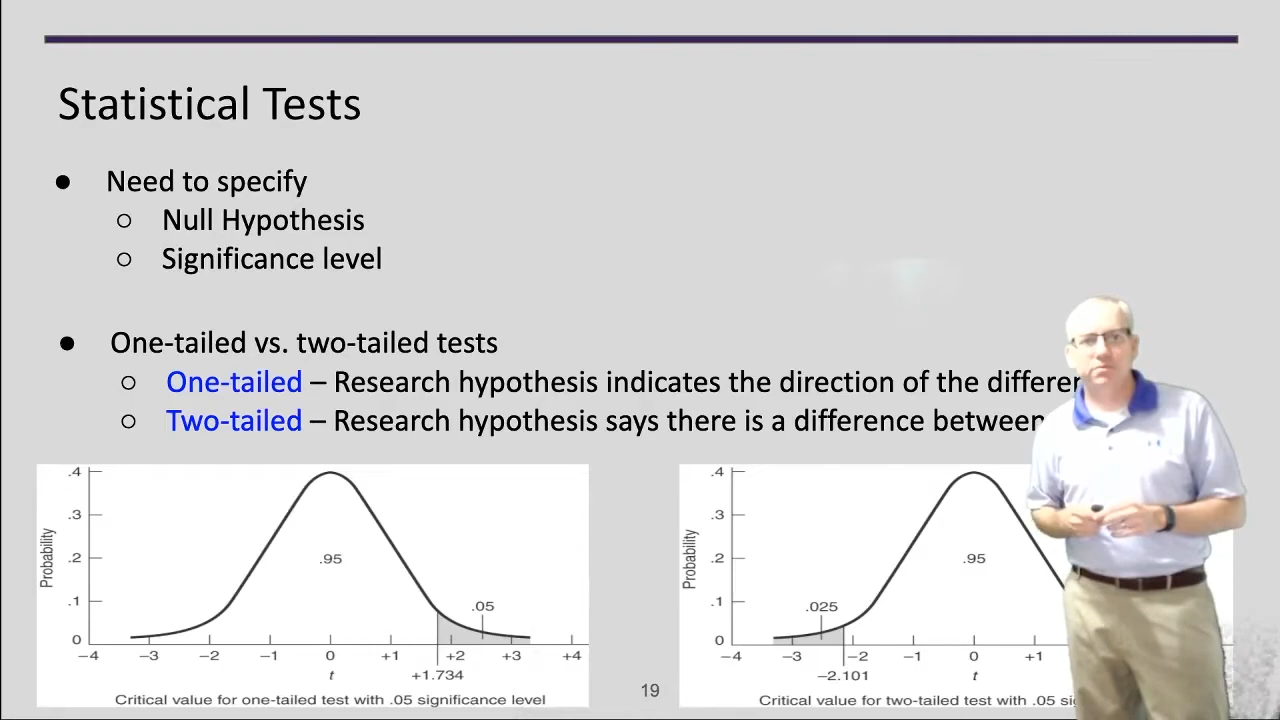 Statistical Tests
● Need to specify
○ Null Hypothesis
○ Significance level
● One-tailed vs. two-tailed tests
○ One-tailed – Research hypothesis indicates the direction of the
○ Two-tailed – Research hypothesis says there is a difference between
.4
.3
.2
.1
0
Probability
.95
.05
−4 −3 −2 −1 0 +1 +2 +3 +4
t +1.734
Critical value for one-tailed test with .05 significance level
.4
.3
.2
.1
0
Probability
.95
.025
−4 −3 −2 −1 0 +1
−2.101 t
Critical value for two-tailed test with .05
19